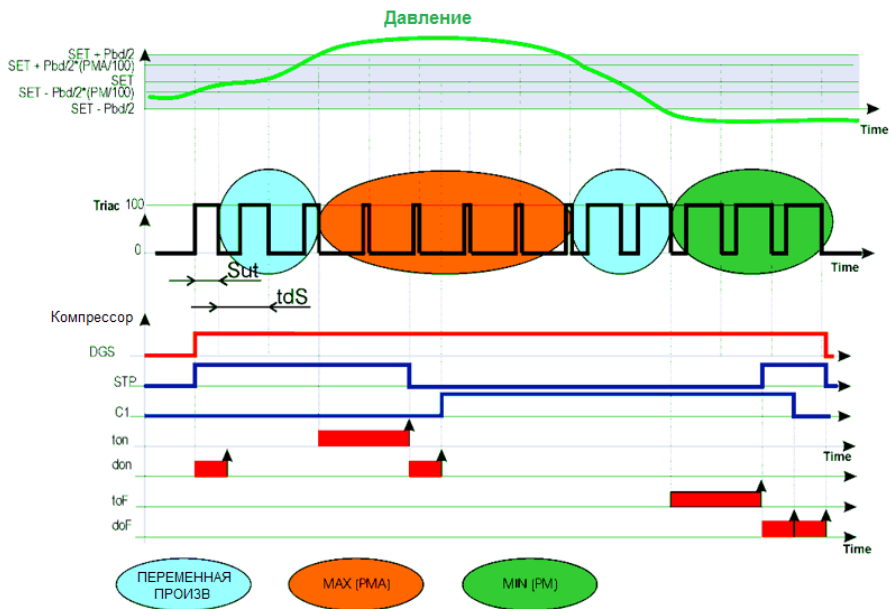 Давление
SET + Pbd/2
SET + Pbd/2*(PMA/100)
SET
SET - Pbd/2*(PM/100)
SET - Pbd/2
Time
Triac 100
0
Time
Sut
tdS
Компрессор
DGS
STP
C1
ton
Time
don
toF
doF
Time
ПЕРЕМЕННАЯ
ПРОИЗВ
MAX (PMA)
MIN (PM)